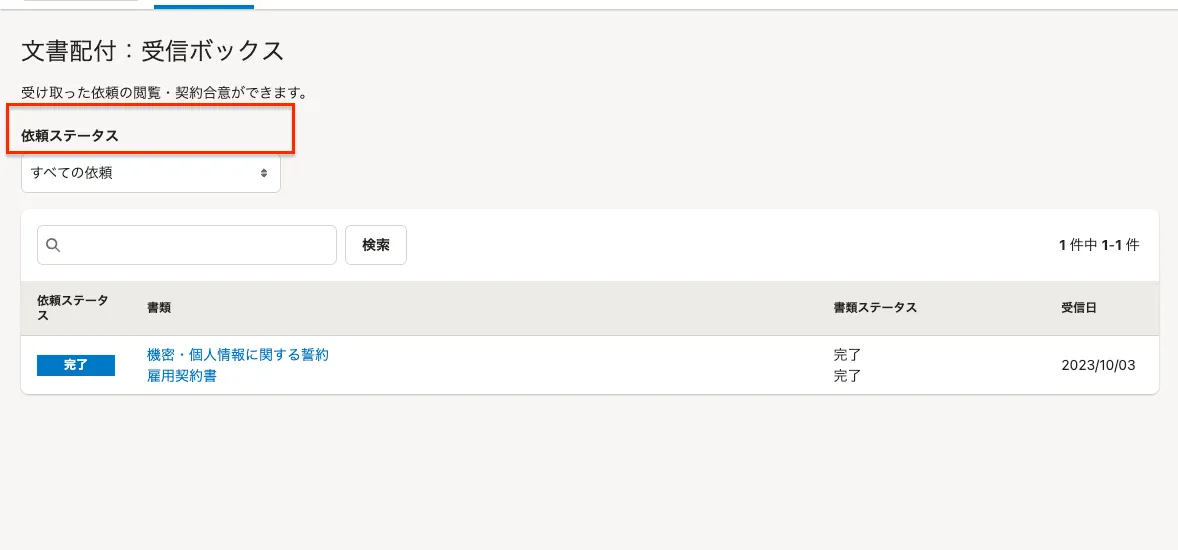 文書配付：受信ボックス
受け取った依頼の閲覧・契約合意ができます。
依頼ステータス
すべての依頼
検索
1 件中 1-1 件
依頼ステータ
ス
書類
書類ステータス
受信日
完了
機密・個人情報に関する誓約
雇用契約書
完了
完了
2023/10/03